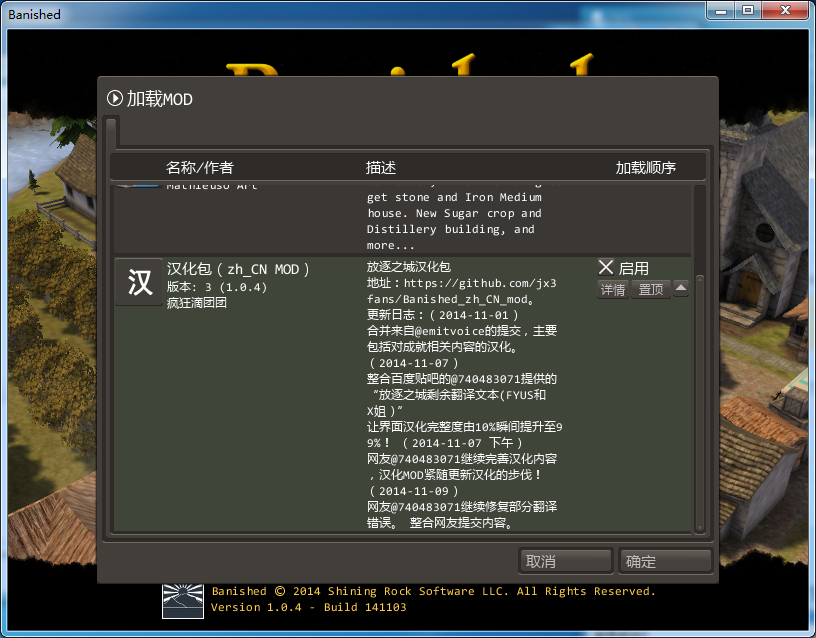 Banished
加载MOD
名称/作者 描述 加载顺序
get stone and Iron Medium
house. New Sugar crop and
Distillery building, and
more...
汉
汉化包(zh_CN MOD)
版本: 3 (1.0.4)
疯狂滴团团
放逐之城汉化包
地址:https://github.com/jx3
fans/Banished_zh_CN_mod。
更新日志:(2014-11-01)
合并来自@emitvoice的提交,主要
包括对成就相关内容的汉化。
(2014-11-07)
整合百度贴吧的@740483071提供的
“放逐之城剩余翻译文本(FYUS和
X姐)”
让界面汉化完整度由10%瞬间提升至9
9%! (2014-11-07 下午)
网友@740483071继续完善汉化内容
,汉化MOD紧随更新汉化的步伐!
(2014-11-09)
网友@740483071继续修复部分翻译
错误。 整合网友提交内容。
启用
详情 置顶
取消 确定
Banished © 2014 Shining Rock Software LLC. All Rights Reserved.
Version 1.0.4 - Build 141103